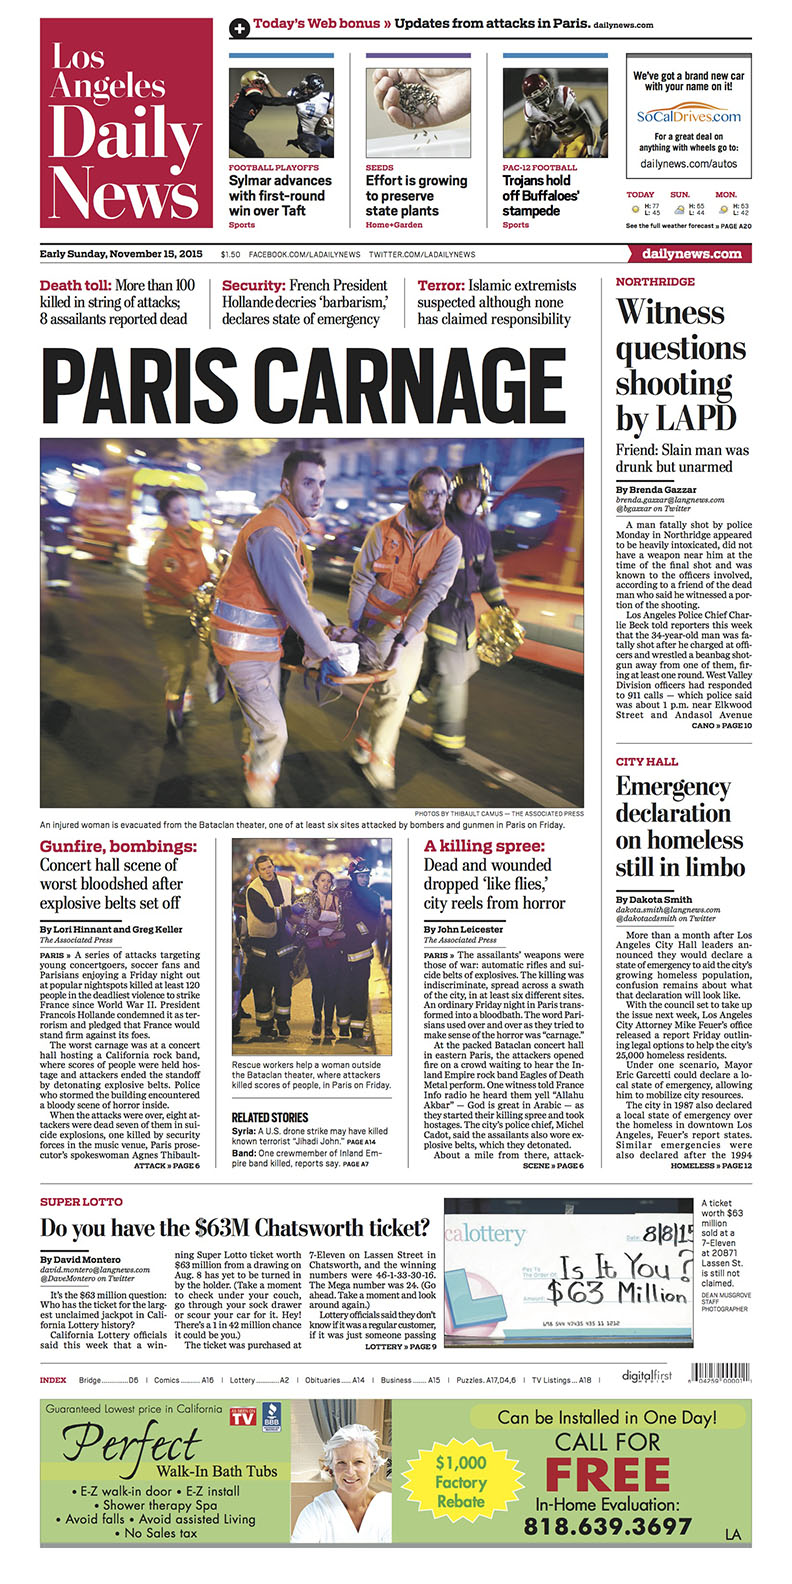 Los
Angeles
Daily
News
Today's Web bonus » Updates from attacks in Paris. dailynews.com
FOOTBALL PLAYOFFS
Sylmar advances
with first-round
win over Taft
Sports
SEEDS
Effort is growing
to preserve
state plants
Home+Garden
PAC-12 FOOTBALL
Trojans hold
off Buffaloes'
stampede
Sports
We've got a brand new car
with your name on it!
SoCalDrives.com
For a great deal on
anything with wheels go to:
dailynews.com/autos
TODAY SUN. MON.
H: 77 H: 65 H: 63
L: 45 L: 44 L: 42
See the full weather forecast » PAGE A20
Early Sunday, November 15, 2015 $1.50 FACEBOOK.COM/LADAILYNEWS TWITTER.COM/LADAILYNEWS dailynews.com
Death toll: More than 100
killed in string of attacks;
8 assailants reported dead
Security: French President
Hollande decries 'barbarism,'
declares state of emergency
Terror: Islamic extremists
suspected although none
has claimed responsibility
PARIS CARNAGE
PHOTOS BY THIBAULT CAMUS — THE ASSOCIATED PRESS
An injured woman is evacuated from the Bataclan theater, one of at least six sites attacked by bombers and gunmen in Paris on Friday.
Gunfire, bombings:
Concert hall scene of
worst bloodshed after
explosive belts set off
By Lori Hinnant and Greg Keller
The Associated Press
PARIS » A series of attacks targeting
young concertgoers, soccer fans and
Parisians enjoying a Friday night out
at popular nightspots killed at least 120
people in the deadliest violence to strike
France since World War II. President
Francois Hollande condemned it as ter-
rorism and pledged that France would
stand firm against its foes.
The worst carnage was at a concert
hall hosting a California rock band,
where scores of people were held hos-
tage and attackers ended the standoff
by detonating explosive belts. Police
who stormed the building encountered
a bloody scene of horror inside.
When the attacks were over, eight at-
tackers were dead seven of them in sui-
cide explosions, one killed by security
forces in the music venue, Paris prose-
cutor's spokeswoman Agnes Thibault-
ATTACK » PAGE 6
Rescue workers help a woman outside
the Bataclan theater, where attackers
killed scores of people, in Paris on Friday.
RELATED STORIES
Syria: A U.S. drone strike may have killed
known terrorist "Jihadi John." PAGE A14
Band: One crewmember of Inland Em-
pire band killed, reports say. PAGE A7
A killing spree:
Dead and wounded
dropped 'like flies,'
city reels from horror
By John Leicester
The Associated Press
PARIS » The assailants' weapons were
those of war: automatic rifles and sui-
cide belts of explosives. The killing was
indiscriminate, spread across a swath
of the city, in at least six different sites.
An ordinary Friday night in Paris trans-
formed into a bloodbath. The word Pari-
sians used over and over as they tried to
make sense of the horror was "carnage."
At the packed Bataclan concert hall
in eastern Paris, the attackers opened
fire on a crowd waiting to hear the In-
land Empire rock band Eagles of Death
Metal perform. One witness told France
Info radio he heard them yell "Allahu
Akbar" — God is great in Arabic — as
they started their killing spree and took
hostages. The city's police chief, Michel
Cadot, said the assailants also wore ex-
plosive belts, which they detonated.
About a mile from there, attack-
SCENE » PAGE 6
NORTHRIDGE
Witness
questions
shooting
by LAPD
Friend: Slain man was
drunk but unarmed
By Brenda Gazzar
brenda.gazzar@langnews.com
@bgazzar on Twitter
A man fatally shot by police
Monday in Northridge appeared
to be heavily intoxicated, did not
have a weapon near him at the
time of the final shot and was
known to the officers involved,
according to a friend of the dead
man who said he witnessed a por-
tion of the shooting.
Los Angeles Police Chief Char-
lie Beck told reporters this week
that the 34-year-old man was fa-
tally shot after he charged at offi-
cers and wrestled a beanbag shot-
gun away from one of them, fir-
ing at least one round. West Valley
Division officers had responded
to 911 calls — which police said
was about 1 p.m. near Elkwood
Street and Andasol Avenue
CANO » PAGE 10
CITY HALL
Emergency
declaration
on homeless
still in limbo
By Dakota Smith
dakota.smith@langnews.com
@dakotacdsmith on Twitter
More than a month after Los
Angeles City Hall leaders an-
nounced they would declare a
state of emergency to aid the city's
growing homeless population,
confusion remains about what
that declaration will look like.
With the council set to take up
the issue next week, Los Angeles
City Attorney Mike Feuer's office
released a report Friday outlin-
ing legal options to help the city's
25,000 homeless residents.
Under one scenario, Mayor
Eric Garcetti could declare a lo-
cal state of emergency, allowing
him to mobilize city resources.
The city in 1987 also declared
a local state of emergency over
the homeless in downtown Los
Angeles, Feuer's report states.
Similar emergencies were
also declared after the 1994
HOMELESS » PAGE 12
SUPER LOTTO
Do you have the $63M Chatsworth ticket?
By David Montero
david.montero@langnews.com
@DaveMontero on Twitter
It's the $63 million question:
Who has the ticket for the larg-
est unclaimed jackpot in Cali-
fornia Lottery history?
California Lottery officials
said this week that a win-
ning Super Lotto ticket worth
$63 million from a drawing on
Aug. 8 has yet to be turned in
by the holder. (Take a moment
to check under your couch,
go through your sock drawer
or scour your car for it. Hey!
There's a 1 in 42 million chance
it could be you.)
The ticket was purchased at
7-Eleven on Lassen Street in
Chatsworth, and the winning
numbers were 46-1-33-30-16.
The Mega number was 24. (Go
ahead. Take a moment and look
around again.)
Lottery officials said they don't
know if it was a regular customer,
if it was just someone passing
LOTTERY » PAGE 9
calottery
Date: 8/8/15
Pay To
The Order Of: Is It You?
Amount: $63 Million
A ticket
worth $63
million
sold at a
7-Eleven
at 20871
Lassen St.
is still not
claimed.
DEAN MUSGROVE
STAFF
PHOTOGRAPHER
INDEX Bridge..............D6 | Comics..........A16 | Lottery............A2 | Obituaries.....A14 | Business.......A15 | Puzzles.A17,D4,6 | TV Listings...A18 |
digitalfirst
Guaranteed Lowest price in California
AS SEEN ON
TV
BBB
Perfect
Walk-In Bath Tubs
• E-Z walk-in door • E-Z install
• Shower therapy Spa
• Avoid falls • Avoid assisted Living
• No Sales tax
$1,000
Factory
Rebate
Can be Installed in One Day!
CALL FOR
FREE
In-Home Evaluation:
818.639.3697
LA